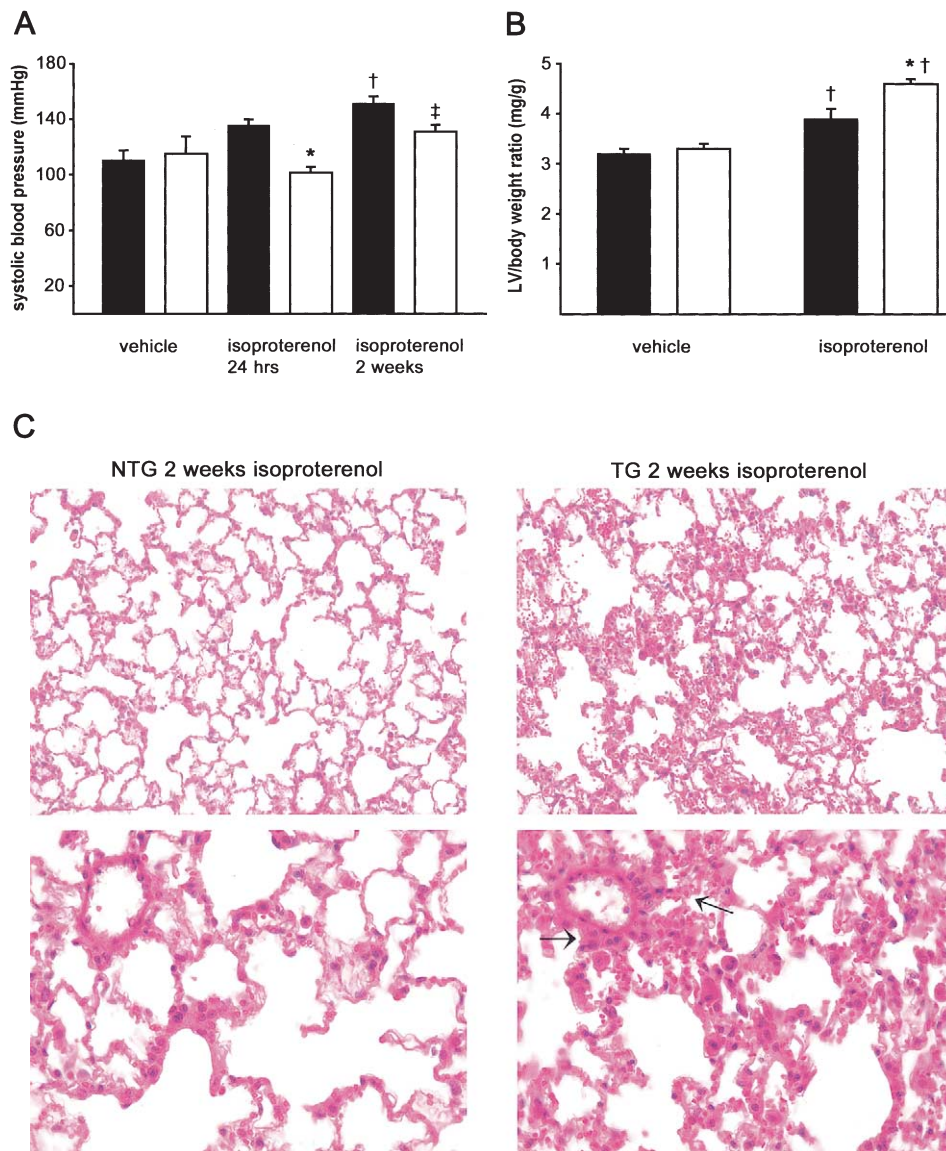 A
systolic blood pressure (mmHg)
180
140
100
60
20
*
†
‡
vehicle
isoproterenol
24 hrs
isoproterenol
2 weeks
B
LV/body weight ratio (mg/g)
5
4
3
2
1
†
* †
vehicle
isoproterenol
C
NTG 2 weeks isoproterenol
TG 2 weeks isoproterenol